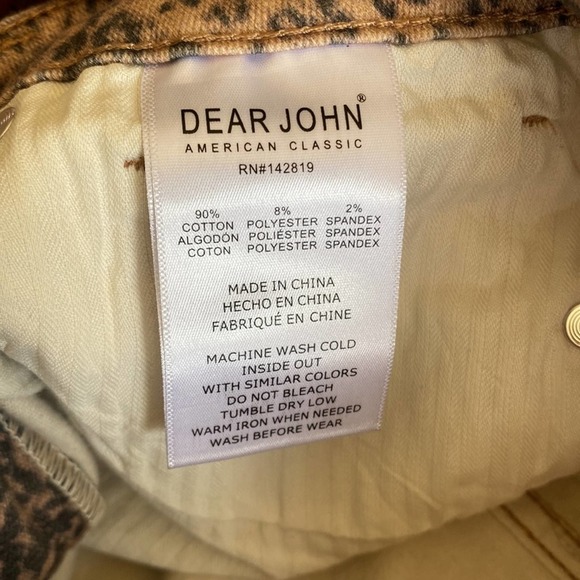 DEAR JOHN®
AMERICAN CLASSIC
RN#142819
90% 8% 2%
COTTON POLYESTER SPANDEX
ALGODÓN POLIÉSTER SPANDEX
COTON POLYESTER SPANDEX
MADE IN CHINA
HECHO EN CHINA
FABRIQUÉ EN CHINE
MACHINE WASH COLD
INSIDE OUT
WITH SIMILAR COLORS
DO NOT BLEACH
TUMBLE DRY LOW
WARM IRON WHEN NEEDED
WASH BEFORE WEAR